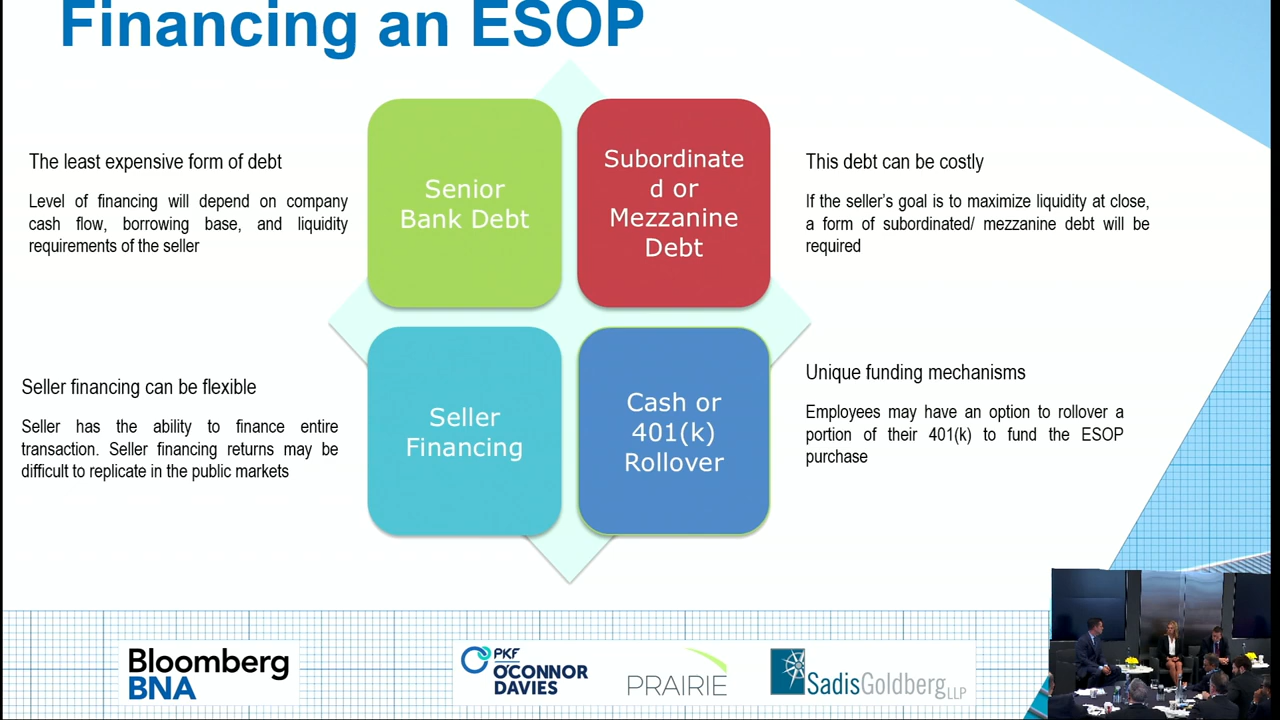 Financing an ESOP
The least expensive form of debt
Level of financing will depend on company
cash flow, borrowing base, and liquidity
requirements of the seller
Senior
Bank Debt
Subordinate
d or
Mezzanine
Debt
This debt can be costly
If the seller's goal is to maximize liquidity at close,
a form of subordinated/ mezzanine debt will be
required
Seller financing can be flexible
Seller has the ability to finance entire
transaction. Seller financing returns may be
difficult to replicate in the public markets
Seller
Financing
Cash or
401(k)
Rollover
Unique funding mechanisms
Employees may have an option to rollover a
portion of their 401(k) to fund the ESOP
purchase
Bloomberg
BNA
PKF
O'CONNOR
DAVIES
PRAIRIE
SadisGoldberg LLP